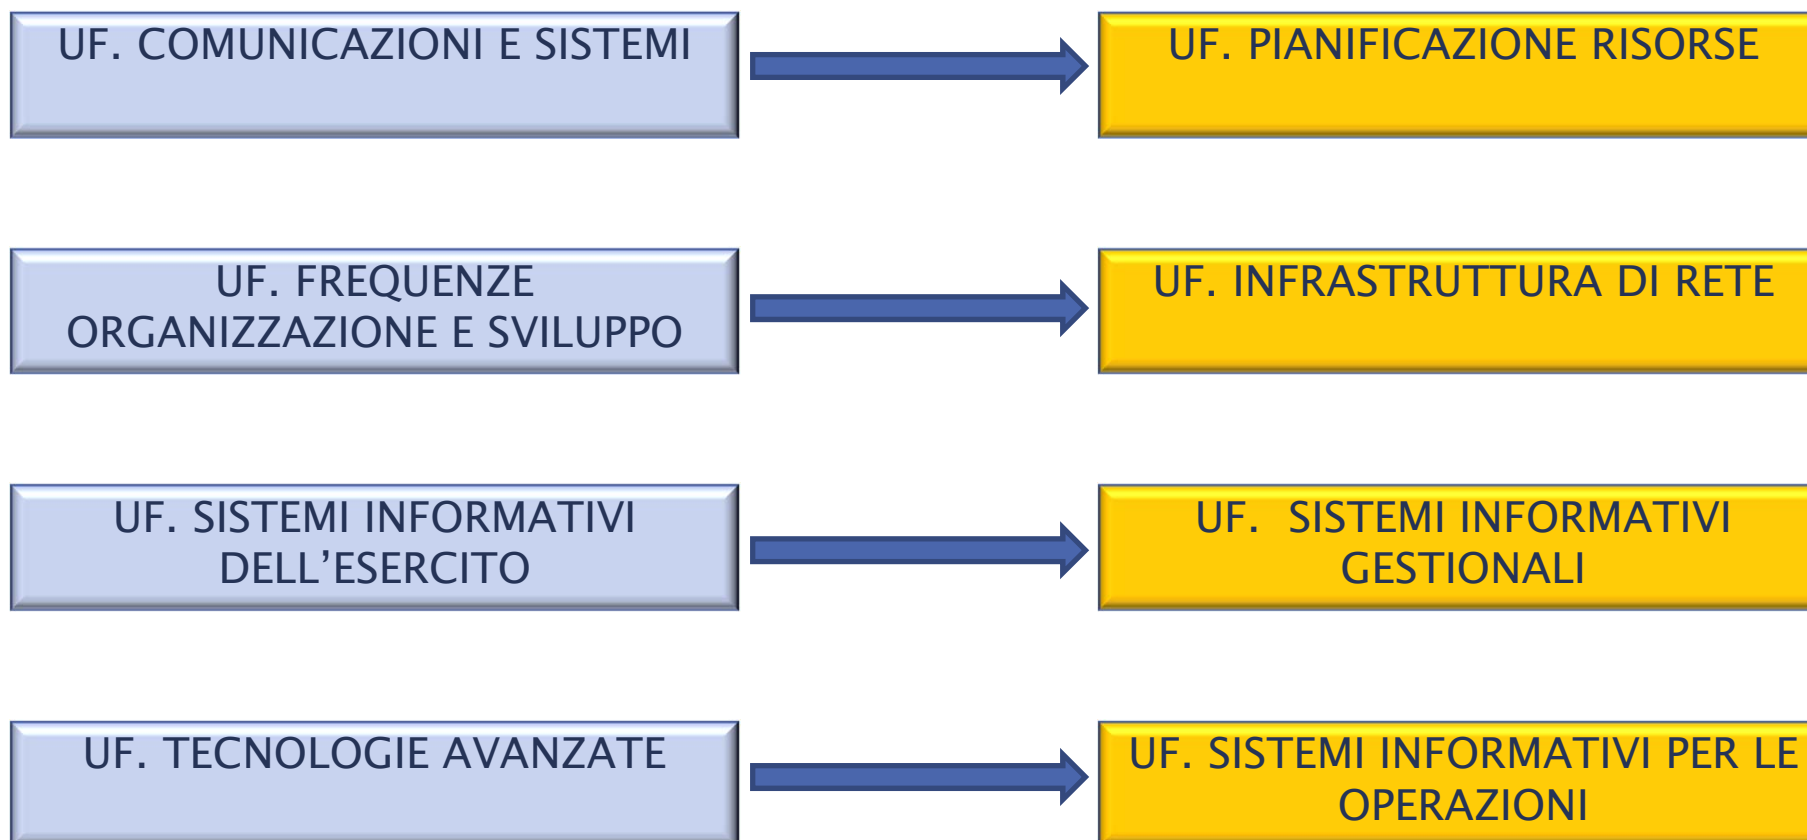 UF. COMUNICAZIONI E SISTEMI
UF. PIANIFICAZIONE RISORSE
UF. FREQUENZE
ORGANIZZAZIONE E SVILUPPO
UF. INFRASTRUTTURA DI RETE
UF. SISTEMI INFORMATIVI
DELL’ESERCITO
UF. SISTEMI INFORMATIVI
GESTIONALI
UF. TECNOLOGIE AVANZATE
UF. SISTEMI INFORMATIVI PER LE
OPERAZIONI